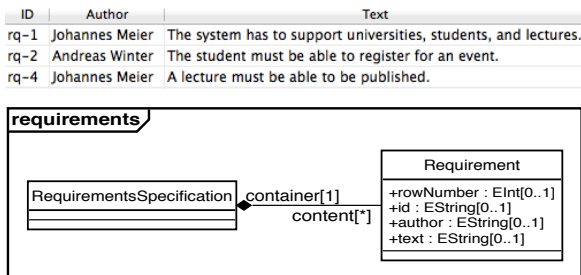 ID Author Text
rq-1 Johannes Meier The system has to support universities, students, and lectures.
rq-2 Andreas Winter The student must be able to register for an event.
rq-4 Johannes Meier A lecture must be able to be published.
requirements
Requirement
RequirementsSpecification container[1] +rowNumber : EInt[0..1]
content[*] +id : EString[0..1]
+author : EString[0..1]
+text : EString[0..1]